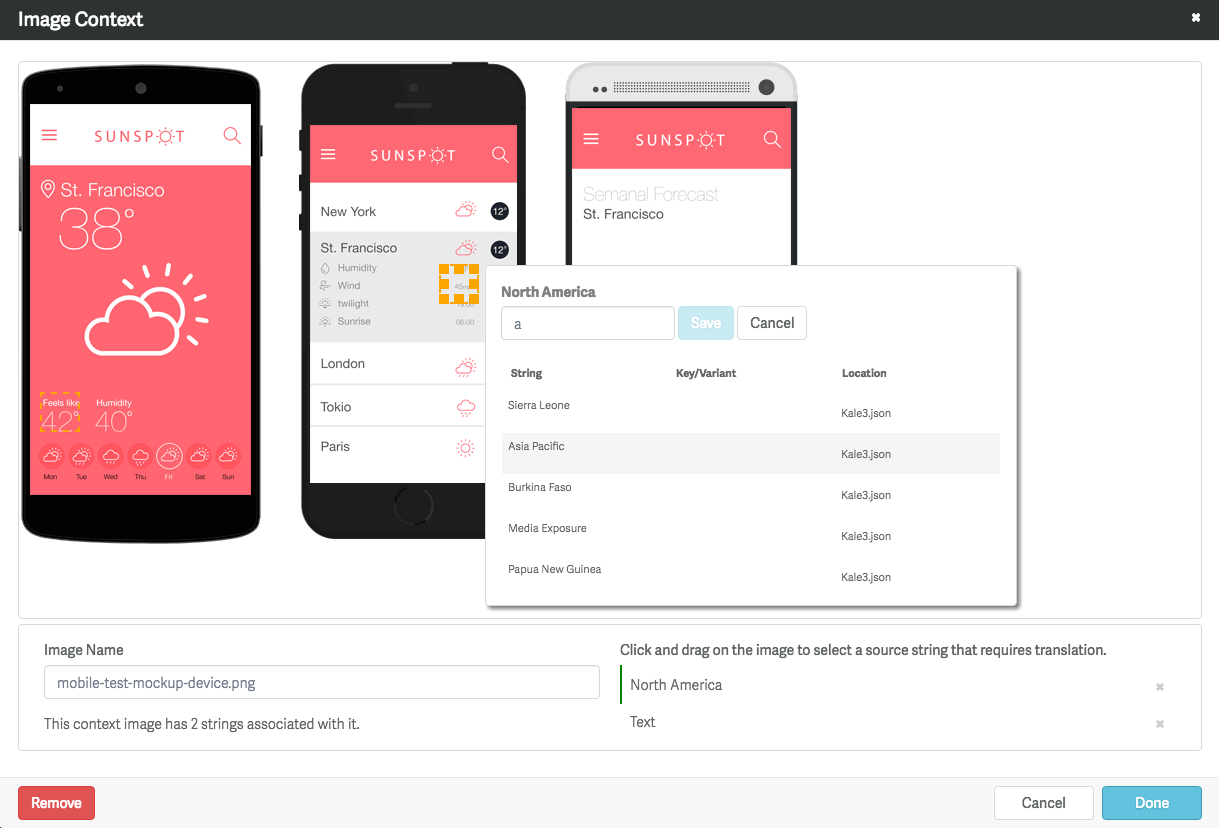 Image Context
SUNSPOT
St. Francisco
38°
Feels like
42°
Humidity
40°
Mon Tue Wed Thu Fri Sat Sun
SUNSPOT
New York 12°
St. Francisco 12°
Humidity
Wind
twilight
Sunrise 06:00
London
Tokio
Paris
SUNSPOT
Semanal Forecast
St. Francisco
North America
a Save Cancel
String Key/Variant Location
Sierra Leone Kale3.json
Asia Pacific Kale3.json
Burkina Faso Kale3.json
Media Exposure Kale3.json
Papua New Guinea Kale3.json
Image Name
mobile-test-mockup-device.png
This context image has 2 strings associated with it.
Click and drag on the image to select a source string that requires translation.
North America
Text
Remove Cancel Done